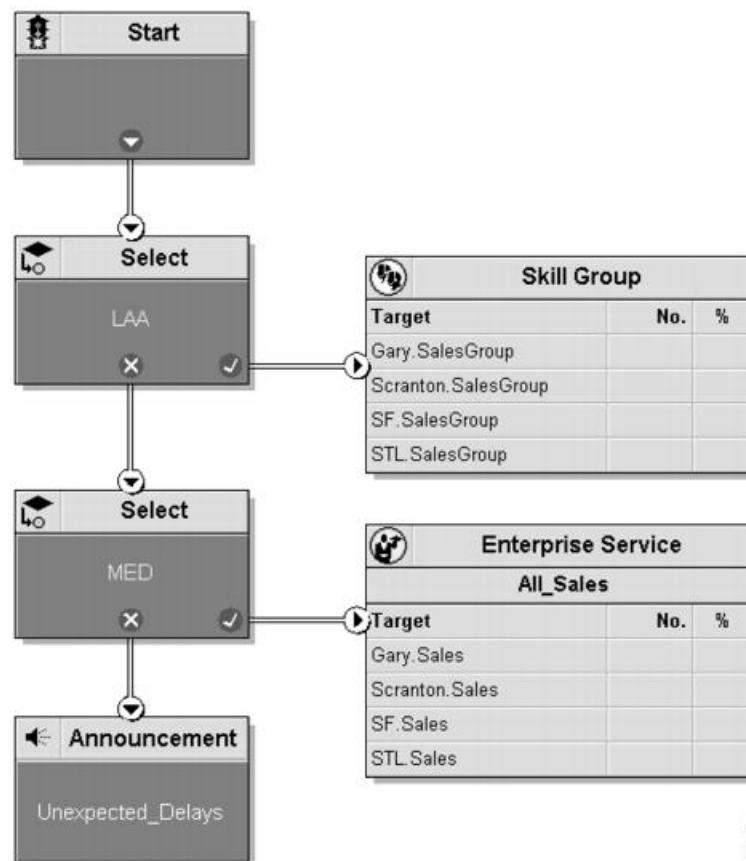 Start
Select
LAA
Skill Group
Target No. %
Gary.SalesGroup
Scranton.SalesGroup
SF.SalesGroup
STL.SalesGroup
Select
MED
Enterprise Service
All_Sales
Target No. %
Gary.Sales
Scranton.Sales
SF.Sales
STL.Sales
Announcement
Unexpected_Delays